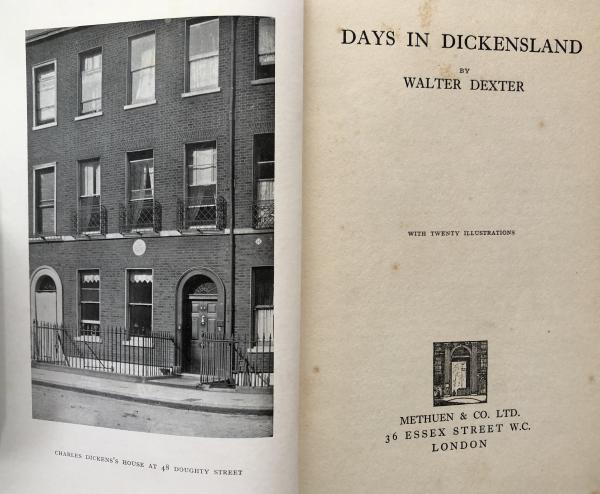 CHARLES DICKENS'S HOUSE AT 48 DOUGHTY STREET
DAYS IN DICKENSLAND
BY
WALTER DEXTER
WITH TWENTY ILLUSTRATIONS
METHUEN & CO. LTD.
36 ESSEX STREET W.C.
LONDON